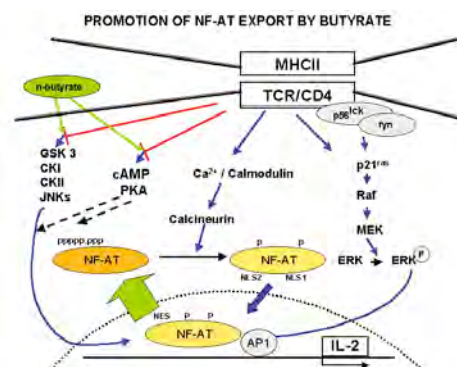 PROMOTION OF NF-AT EXPORT BY BUTYRATE
MHCII
n-butyrate
TCR/CD4
p56lck
fyn
GSK 3
CKI
CKII
JNKs
cAMP
PKA
Ca2+ / Calmodulin
p21ras
Raf
Calcineurin
MEK
ppppp,ppp
NF-AT
P P
NF-AT
NLS2 NLS1
ERK
ERK
P
NES P P
NF-AT
AP1
IL-2